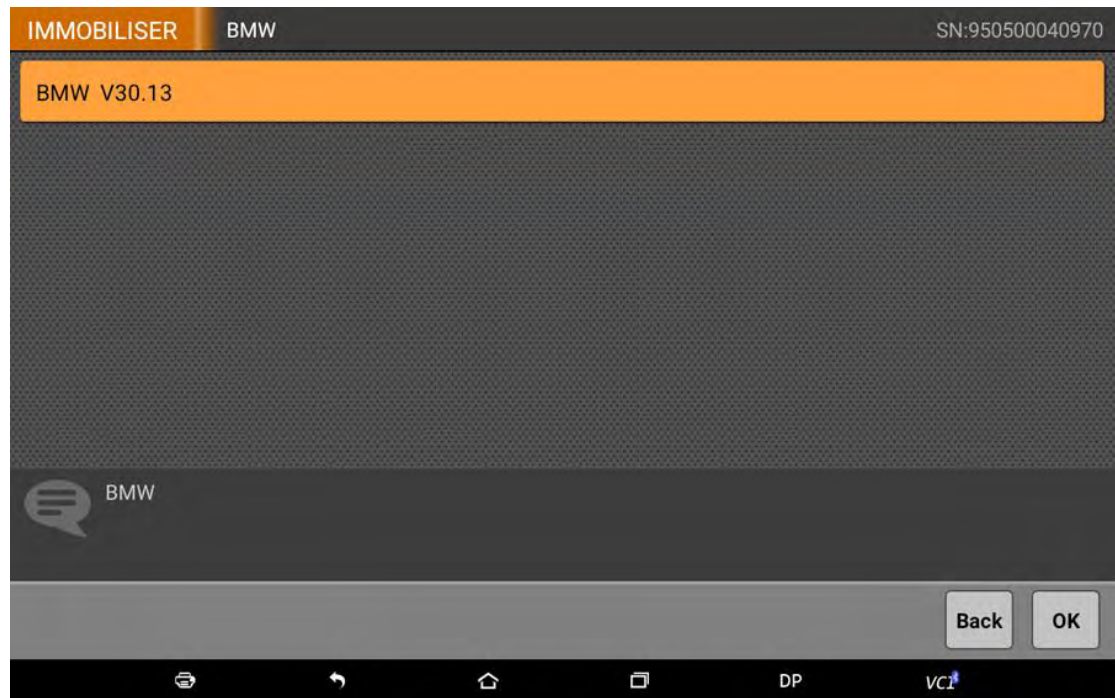 IMMOBILISER
BMW
SN:950500040970
BMW V30.13
BMW
Back
OK
DP
VCI